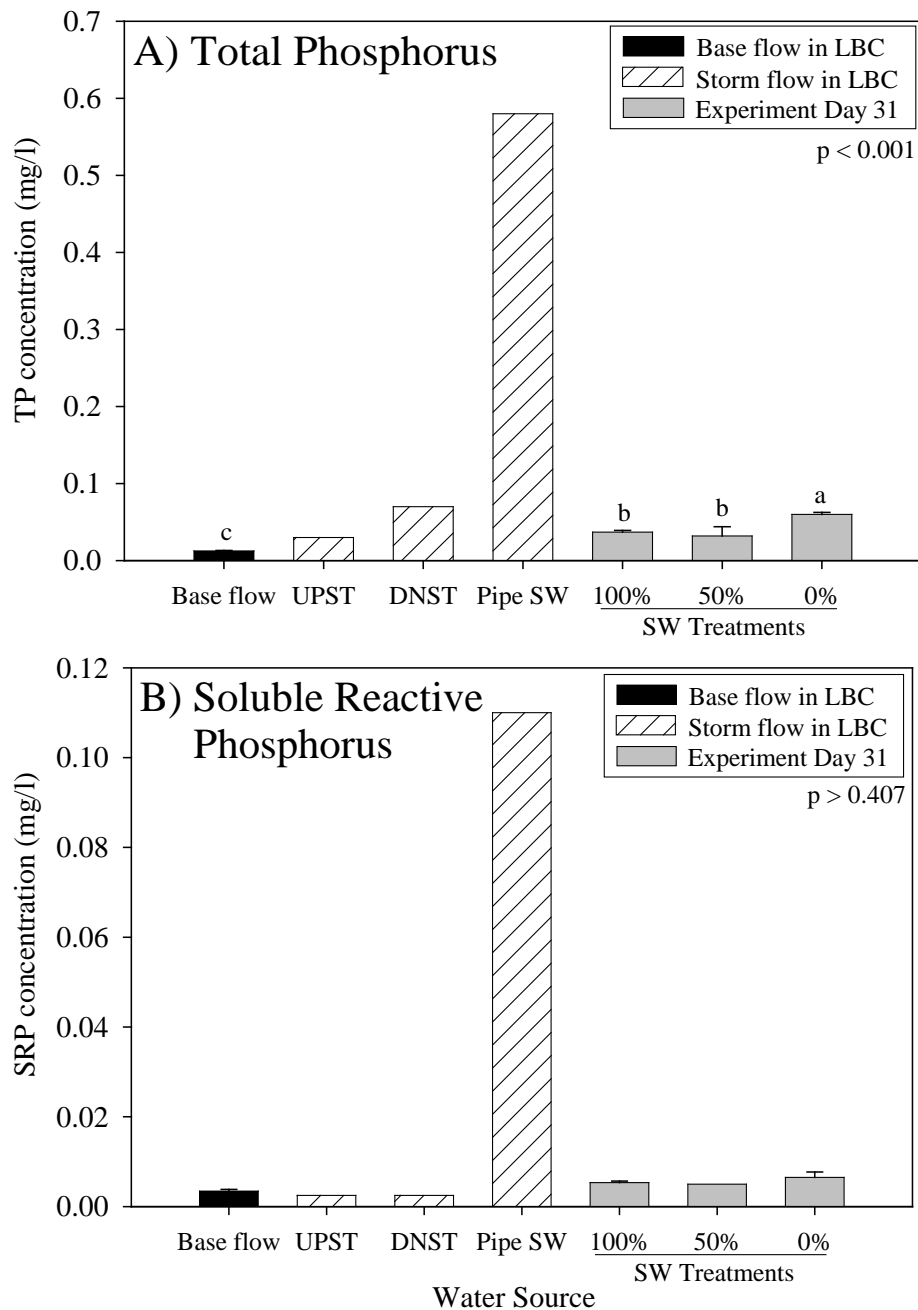 A) Total Phosphorus
Base flow in LBC
Storm flow in LBC
Experiment Day 31
p < 0.001
TP concentration (mg/l)
0.7
0.6
0.5
0.4
0.3
0.2
0.1
0.0
c
b
b
a
Base flow UPST DNST Pipe SW 100% 50% 0%
SW Treatments
B) Soluble Reactive
Phosphorus
Base flow in LBC
Storm flow in LBC
Experiment Day 31
p > 0.407
SRP concentration (mg/l)
0.12
0.10
0.08
0.06
0.04
0.02
0.00
Base flow UPST DNST Pipe SW 100% 50% 0%
SW Treatments
Water Source